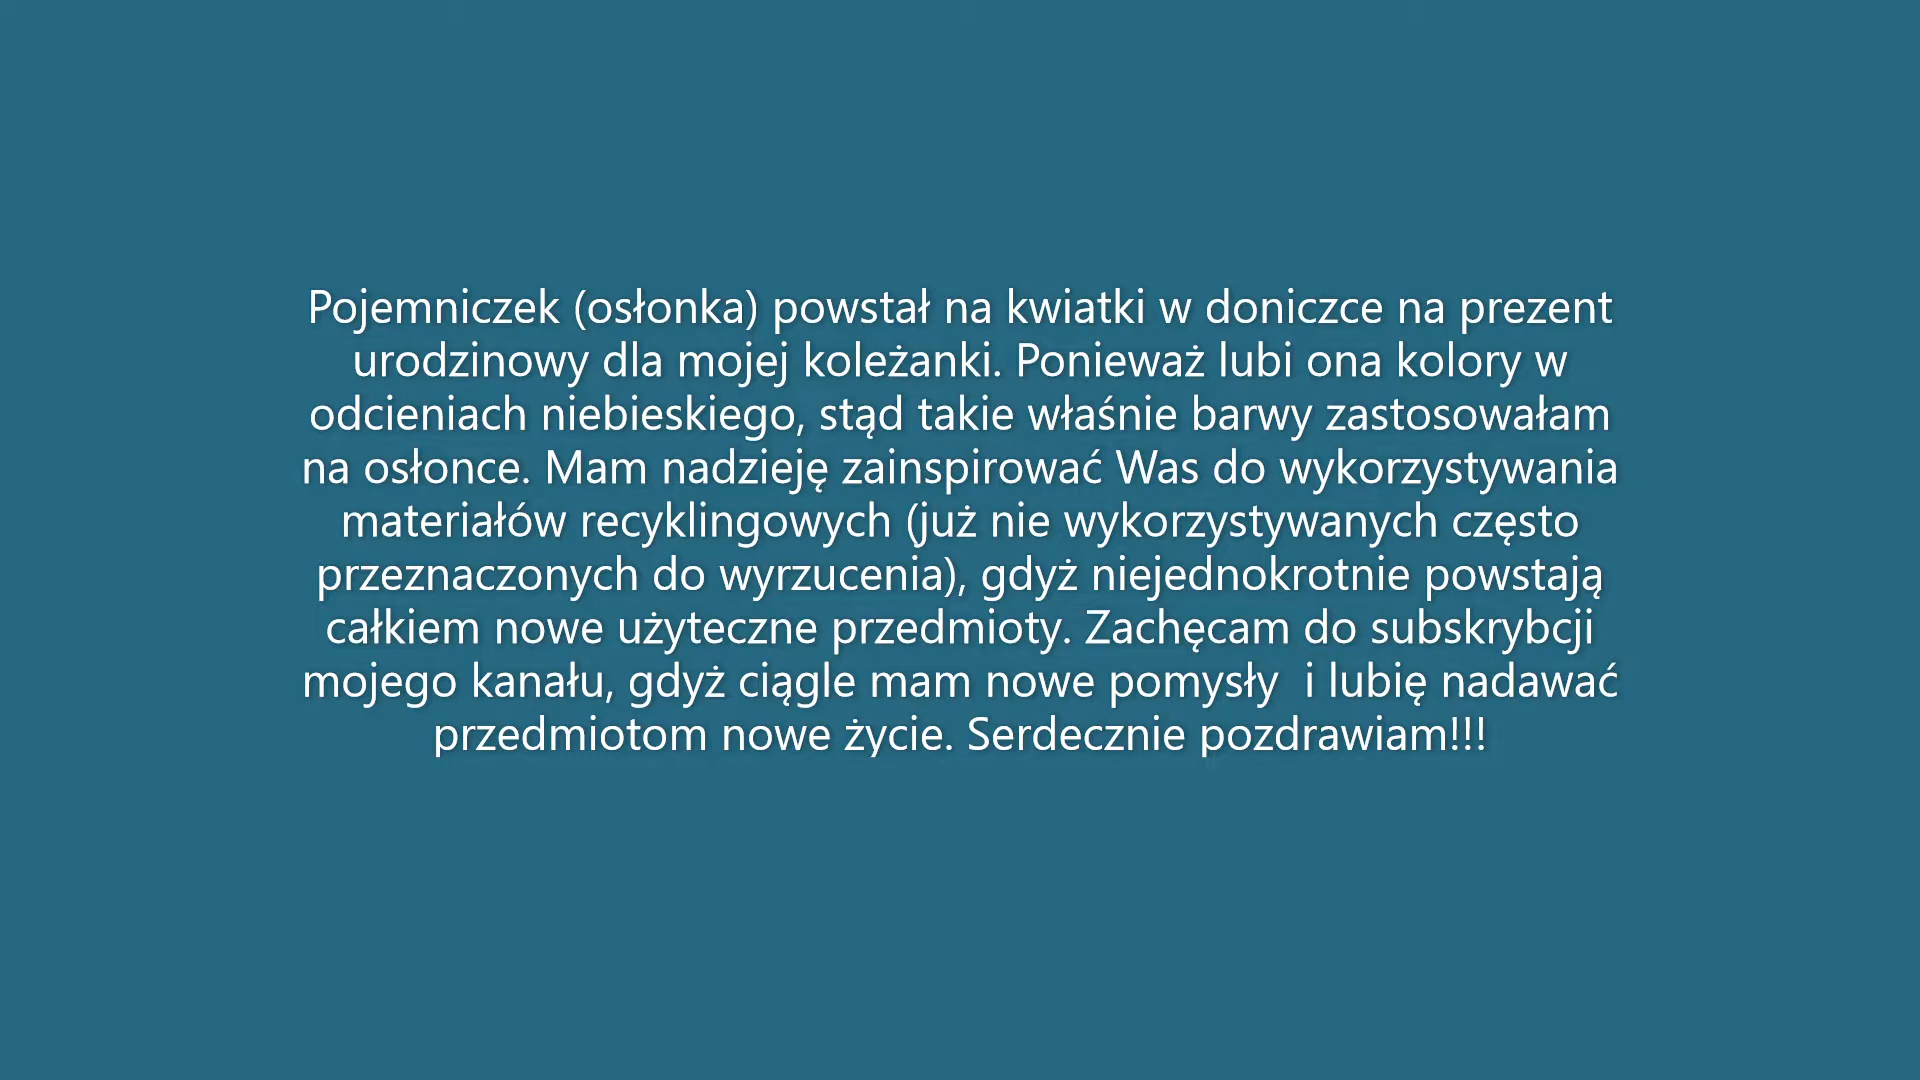 Pojemniczek (osłonka) powstał na kwiatki w doniczce na prezent
urodzinowy dla mojej koleżanki. Ponieważ lubi ona kolory w
odcieniach niebieskiego, stąd takie właśnie barwy zastosowałam
na osłonce. Mam nadzieję zainspirować Was do wykorzystywania
materiałów recyklingowych (już nie wykorzystywanych często
przeznaczonych do wyrzucenia), gdyż niejednokrotnie powstają
całkiem nowe użyteczne przedmioty. Zachęcam do subskrybcji
mojego kanału, gdyż ciągle mam nowe pomysły  i lubię nadawać
przedmiotom nowe życie. Serdecznie pozdrawiam!!!